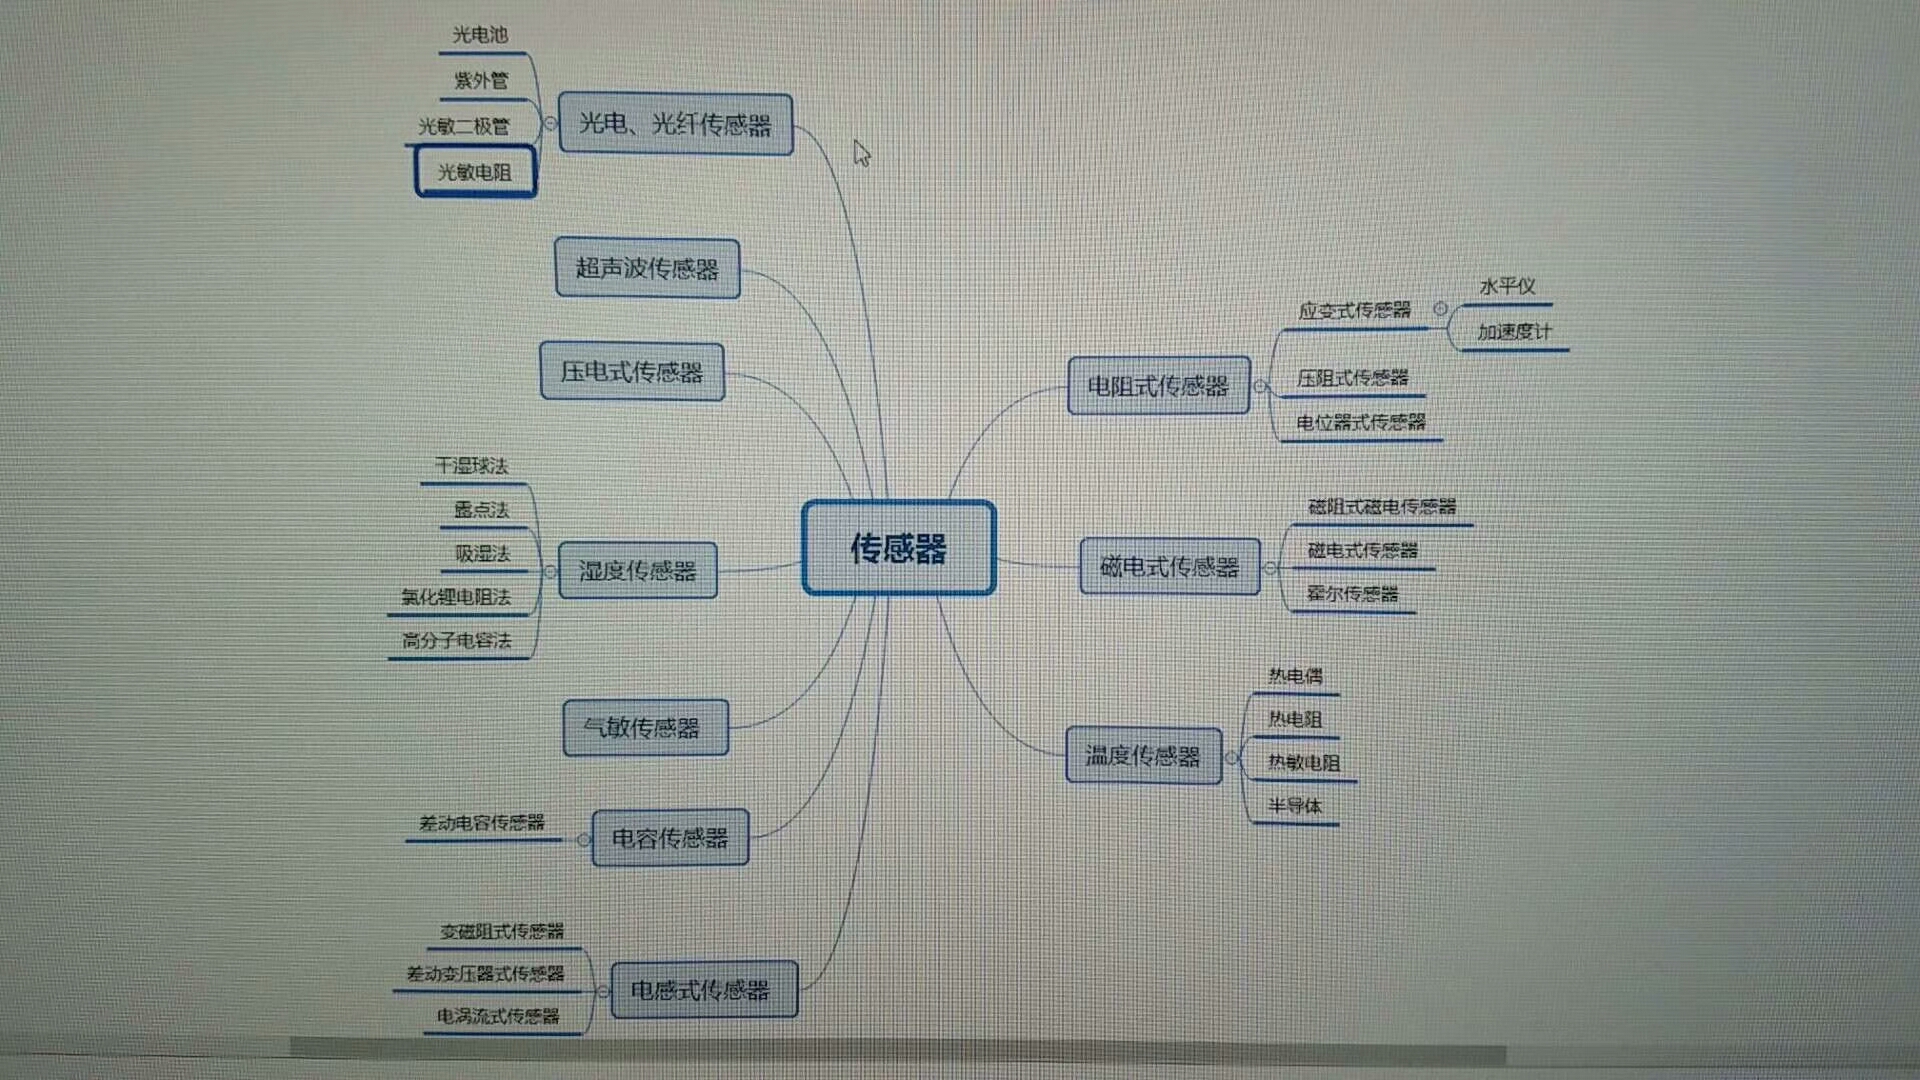 光电池
紫外管
光敏二极管
光敏电阻
光电、光纤传感器
超声波传感器
压电式传感器
干湿球法
露点法
吸湿法
氯化锂电阻法
高分子电容法
湿度传感器
气敏传感器
差动电容传感器
电容传感器
变磁阻式传感器
差动变压器式传感器
电涡流式传感器
电感式传感器
传感器
电阻式传感器
应变式传感器
水平仪
加速度计
压阻式传感器
电位器式传感器
磁电式传感器
磁阻式磁电传感器
磁电式传感器
霍尔传感器
温度传感器
热电偶
热电阻
热敏电阻
半导体